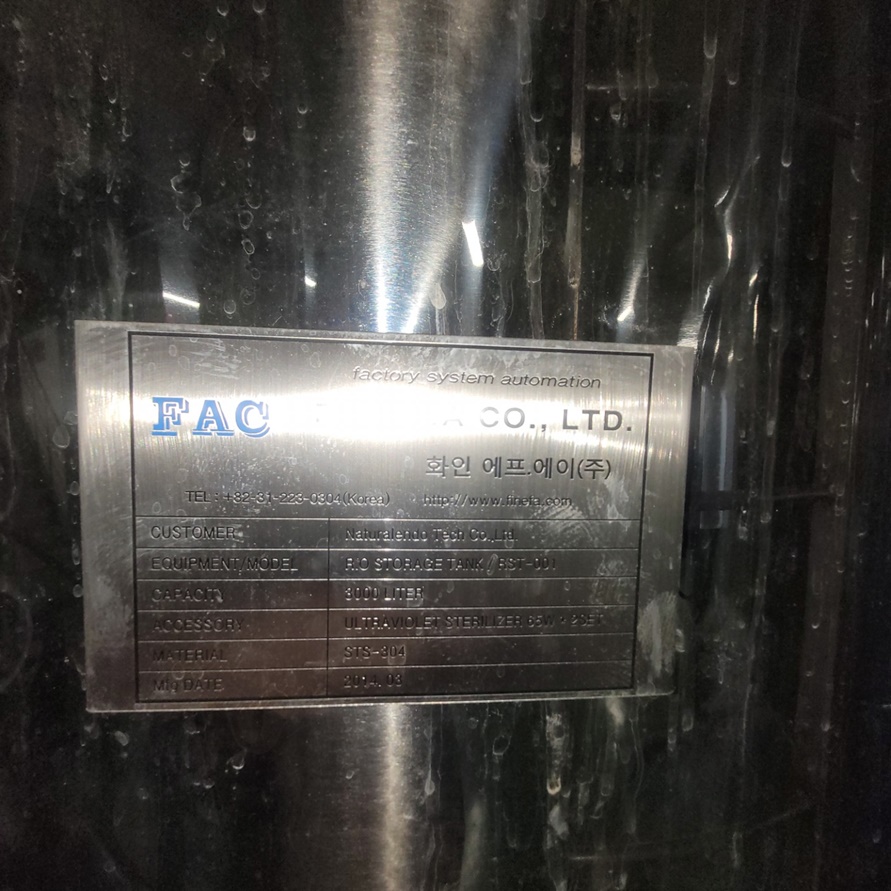 factory system automation
FAC CO., LTD.
화인 에프.에이(주)
TEL : +82-31-223-0304(Korea) http://www.finefa.com
CUSTOMER Naturalendo Tech Co.,Ltd.
EQUIPMENT/MODEL R.O STORAGE TANK / RST-001
CAPACITY 3000 LITER
ACCESSORY ULTRAVIOLET STERILIZER 65W * 2SET
MATERIAL STS-304
DATE 2014. 03